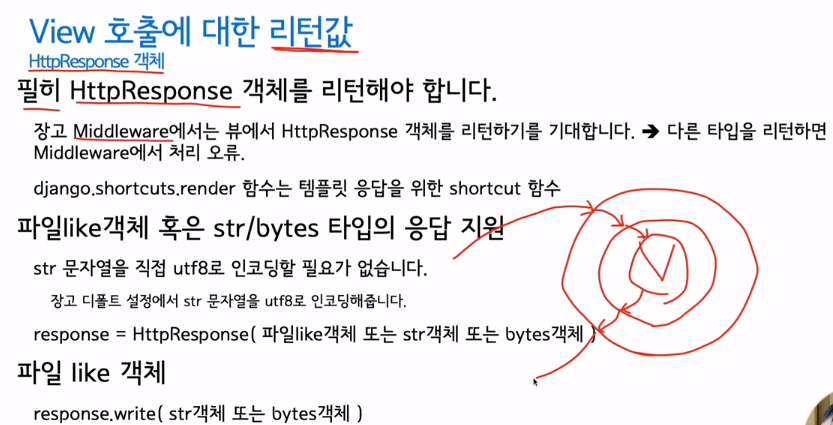 View 호출에 대한 리턴값
HttpResponse 객체
필히 HttpResponse 객체를 리턴해야 합니다.
장고 Middleware에서는 뷰에서 HttpResponse 객체를 리턴하기를 기대합니다. ➔ 다른 타입을 리턴하면
Middleware에서 처리 오류.
django.shortcuts.render 함수는 템플릿 응답을 위한 shortcut 함수
파일like객체 혹은 str/bytes 타입의 응답 지원
str 문자열을 직접 utf8로 인코딩할 필요가 없습니다.
장고 디폴트 설정에서 str 문자열을 utf8로 인코딩해줍니다.
response = HttpResponse( 파일like객체 또는 str객체 또는 bytes객체 )
파일 like 객체
response.write( str객체 또는 bytes객체 )
V